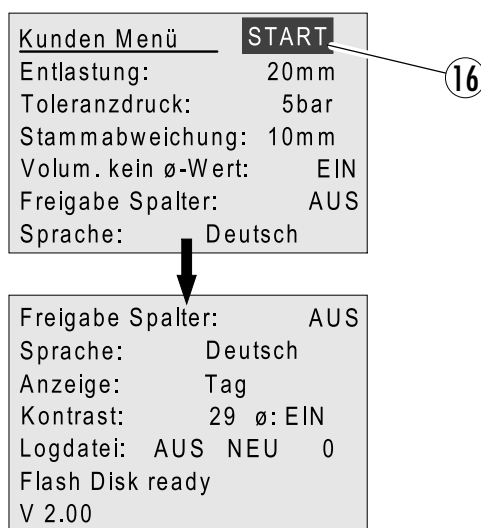 Kunden Menü START
16
Entlastung: 20mm
Toleranzdruck: 5bar
Stammabweichung: 10mm
Volum. kein ø-Wert: EIN
Freigabe Spalter: AUS
Sprache: Deutsch
Freigabe Spalter: AUS
Sprache: Deutsch
Anzeige: Tag
Kontrast: 29 ø: EIN
Logdatei: AUS NEU 0
Flash Disk ready
V 2.00